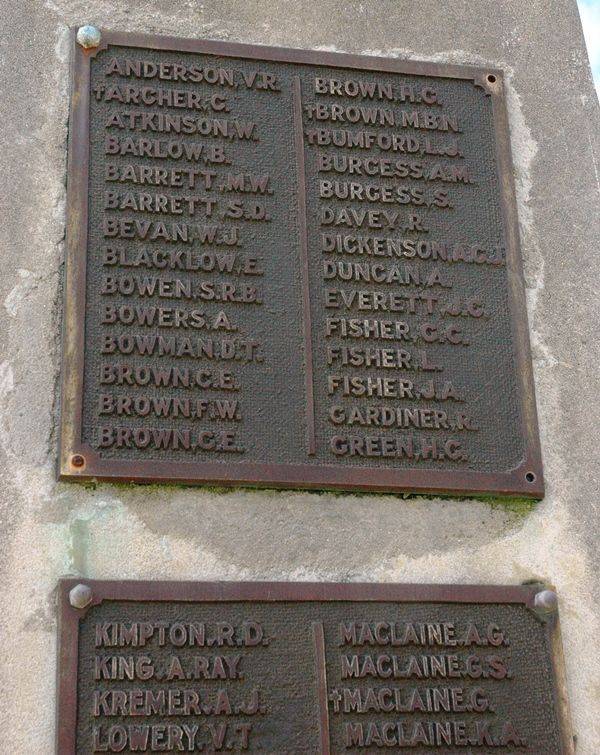 ANDERSON, V.R.
†ARCHER, C.
ATKINSON, W.
BARLOW, B.
BARRETT, M.W.
BARRETT, S.D.
BEVAN, W.J.
BLACKLOW, E.
BOWEN, S.R.B.
BOWERS, A.
BOWMAN, D.T.
BROWN, C.E.
BROWN, F.W.
BROWN, G.E.
BROWN, H.G.
†BROWN, M.B.N.
†BUMFORD, L.J.
BURGESS, A.M.
BURGESS, S.
DAVEY, R.
DICKENSON, A.C.J.
DUNCAN, A.
EVERETT, J.C.
FISHER, C.C.
FISHER, L.
FISHER, J.A.
GARDINER, R.
GREEN, H.C.
KIMPTON, R.D.
KING, A.RAY.
KREMER, A.J.
LOWERY, V.T.
MACLAINE, A.G.
MACLAINE, G.S.
†MACLAINE, G.
MACLAINE, K.A.